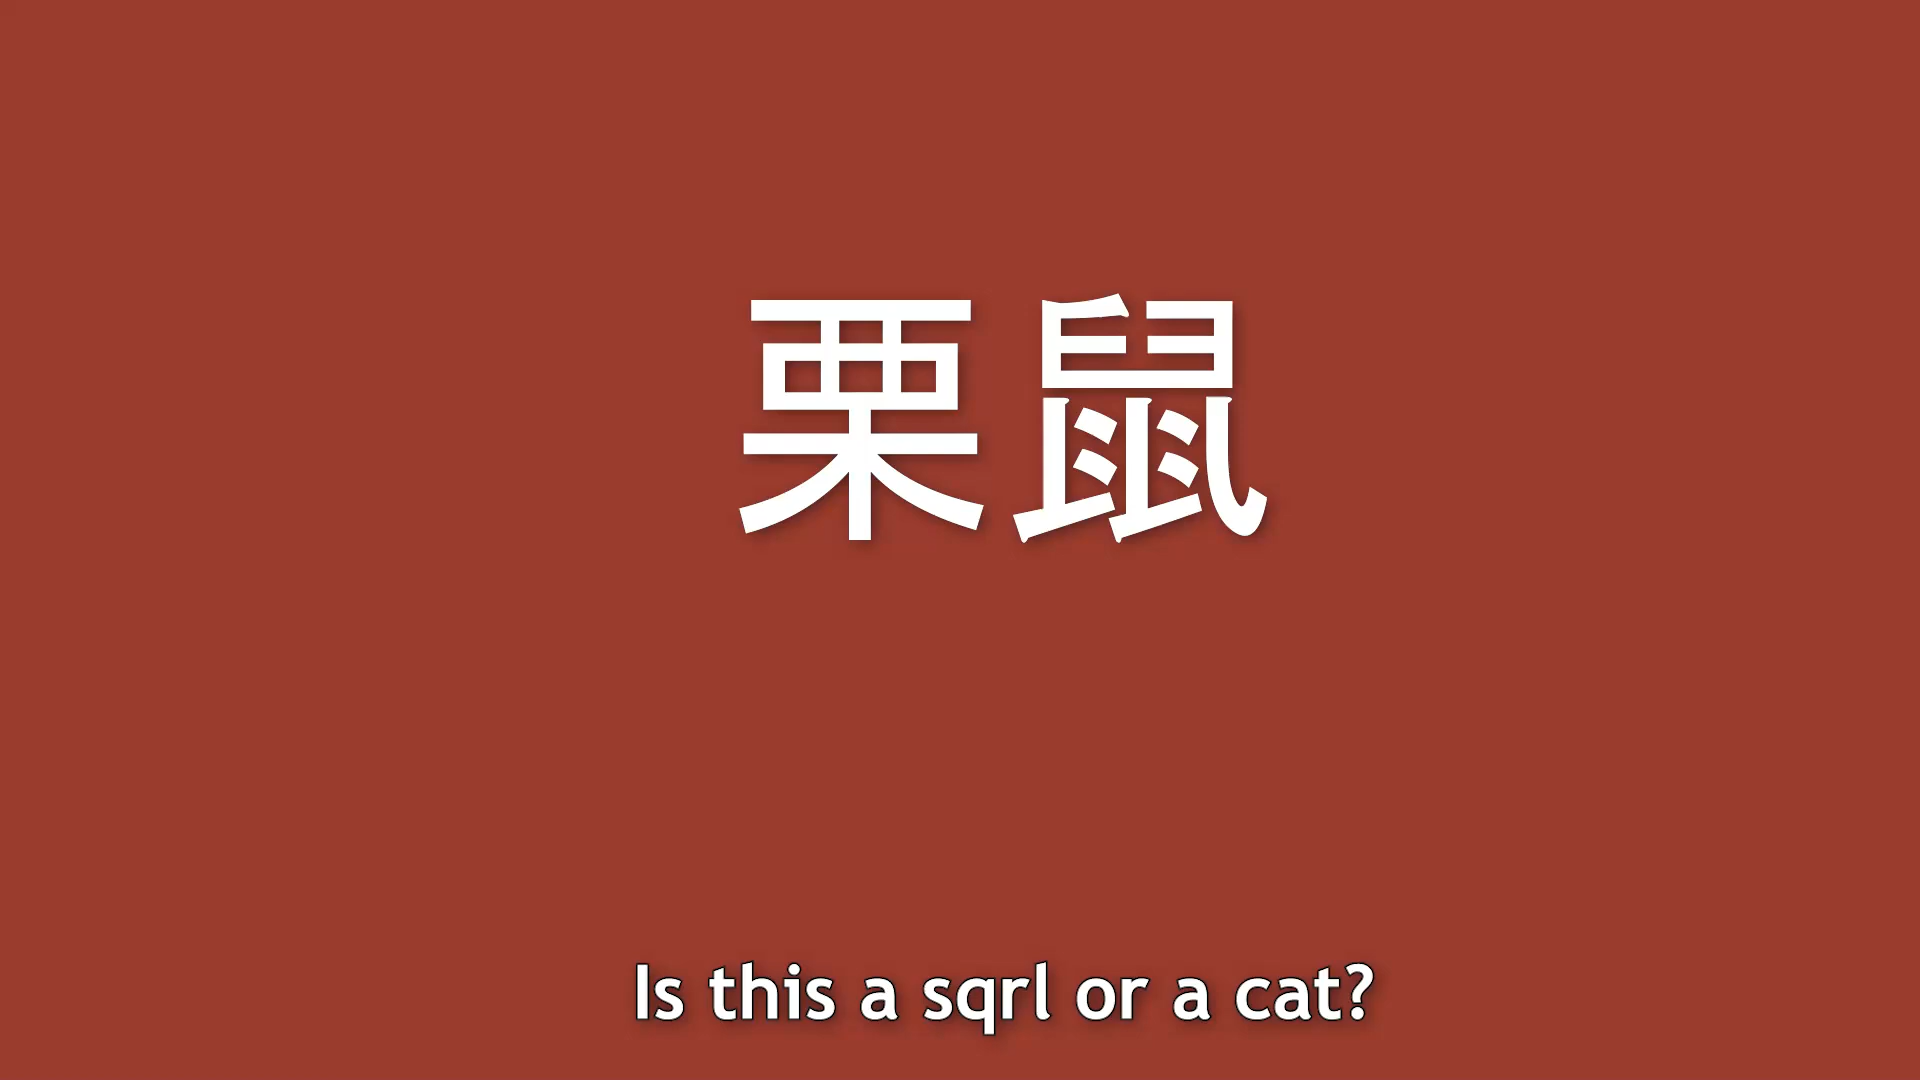 栗鼠
Is this a sqrl or a cat?